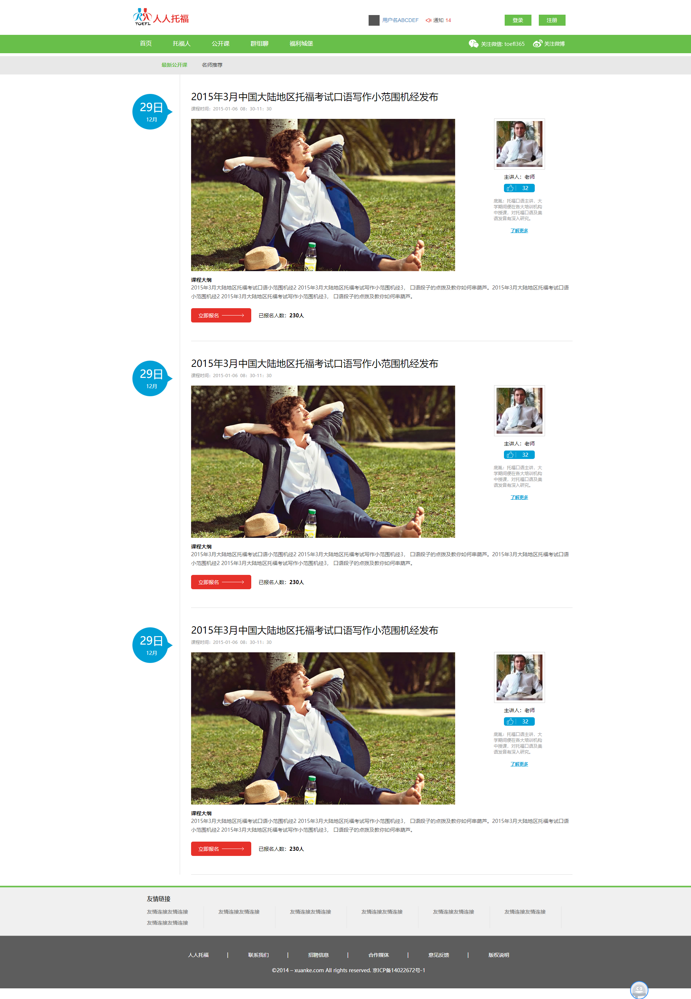 TOEFL 人人托福
用户名ABCDEF 通知 14
登录 注册
首页 托福人 公开课 群组聊 福利城堡 关注微信: toefl365 关注微博
最新公开课 名师推荐
29日
12月
2015年3月中国大陆地区托福考试口语写作小范围机经发布
课程时间：2015-01-06 08：30-11：30
主讲人：老师
32
庞胤：托福口语主讲，大
学期间便在各大培训机构
中授课，对托福口语及美
语发音有深入研究。
了解更多
课程大纲
2015年3月大陆地区托福考试口语小范围机经2 2015年3月大陆地区托福考试写作小范围机经3， 口语段子的点拨及教你如何串葫芦。2015年3月大陆地区托福考试口语
小范围机经2 2015年3月大陆地区托福考试写作小范围机经3， 口语段子的点拨及教你如何串葫芦。
立即报名 已报名人数：230人
29日
12月
2015年3月中国大陆地区托福考试口语写作小范围机经发布
课程时间：2015-01-06 08：30-11：30
主讲人：老师
32
庞胤：托福口语主讲，大
学期间便在各大培训机构
中授课，对托福口语及美
语发音有深入研究。
了解更多
课程大纲
2015年3月大陆地区托福考试口语小范围机经2 2015年3月大陆地区托福考试写作小范围机经3， 口语段子的点拨及教你如何串葫芦。2015年3月大陆地区托福考试口语
小范围机经2 2015年3月大陆地区托福考试写作小范围机经3， 口语段子的点拨及教你如何串葫芦。
立即报名 已报名人数：230人
29日
12月
2015年3月中国大陆地区托福考试口语写作小范围机经发布
课程时间：2015-01-06 08：30-11：30
主讲人：老师
32
庞胤：托福口语主讲，大
学期间便在各大培训机构
中授课，对托福口语及美
语发音有深入研究。
了解更多
课程大纲
2015年3月大陆地区托福考试口语小范围机经2 2015年3月大陆地区托福考试写作小范围机经3， 口语段子的点拨及教你如何串葫芦。2015年3月大陆地区托福考试口语
小范围机经2 2015年3月大陆地区托福考试写作小范围机经3， 口语段子的点拨及教你如何串葫芦。
立即报名 已报名人数：230人
友情链接
友情连接友情连接 友情连接友情连接 友情连接友情连接 友情连接友情连接 友情连接友情连接 友情连接友情连接
友情连接友情连接
人人托福 | 联系我们 | 招聘信息 | 合作媒体 | 意见反馈 | 版权说明
©2014 – xuanke.com All rights reserved. 京ICP备14022672号-1